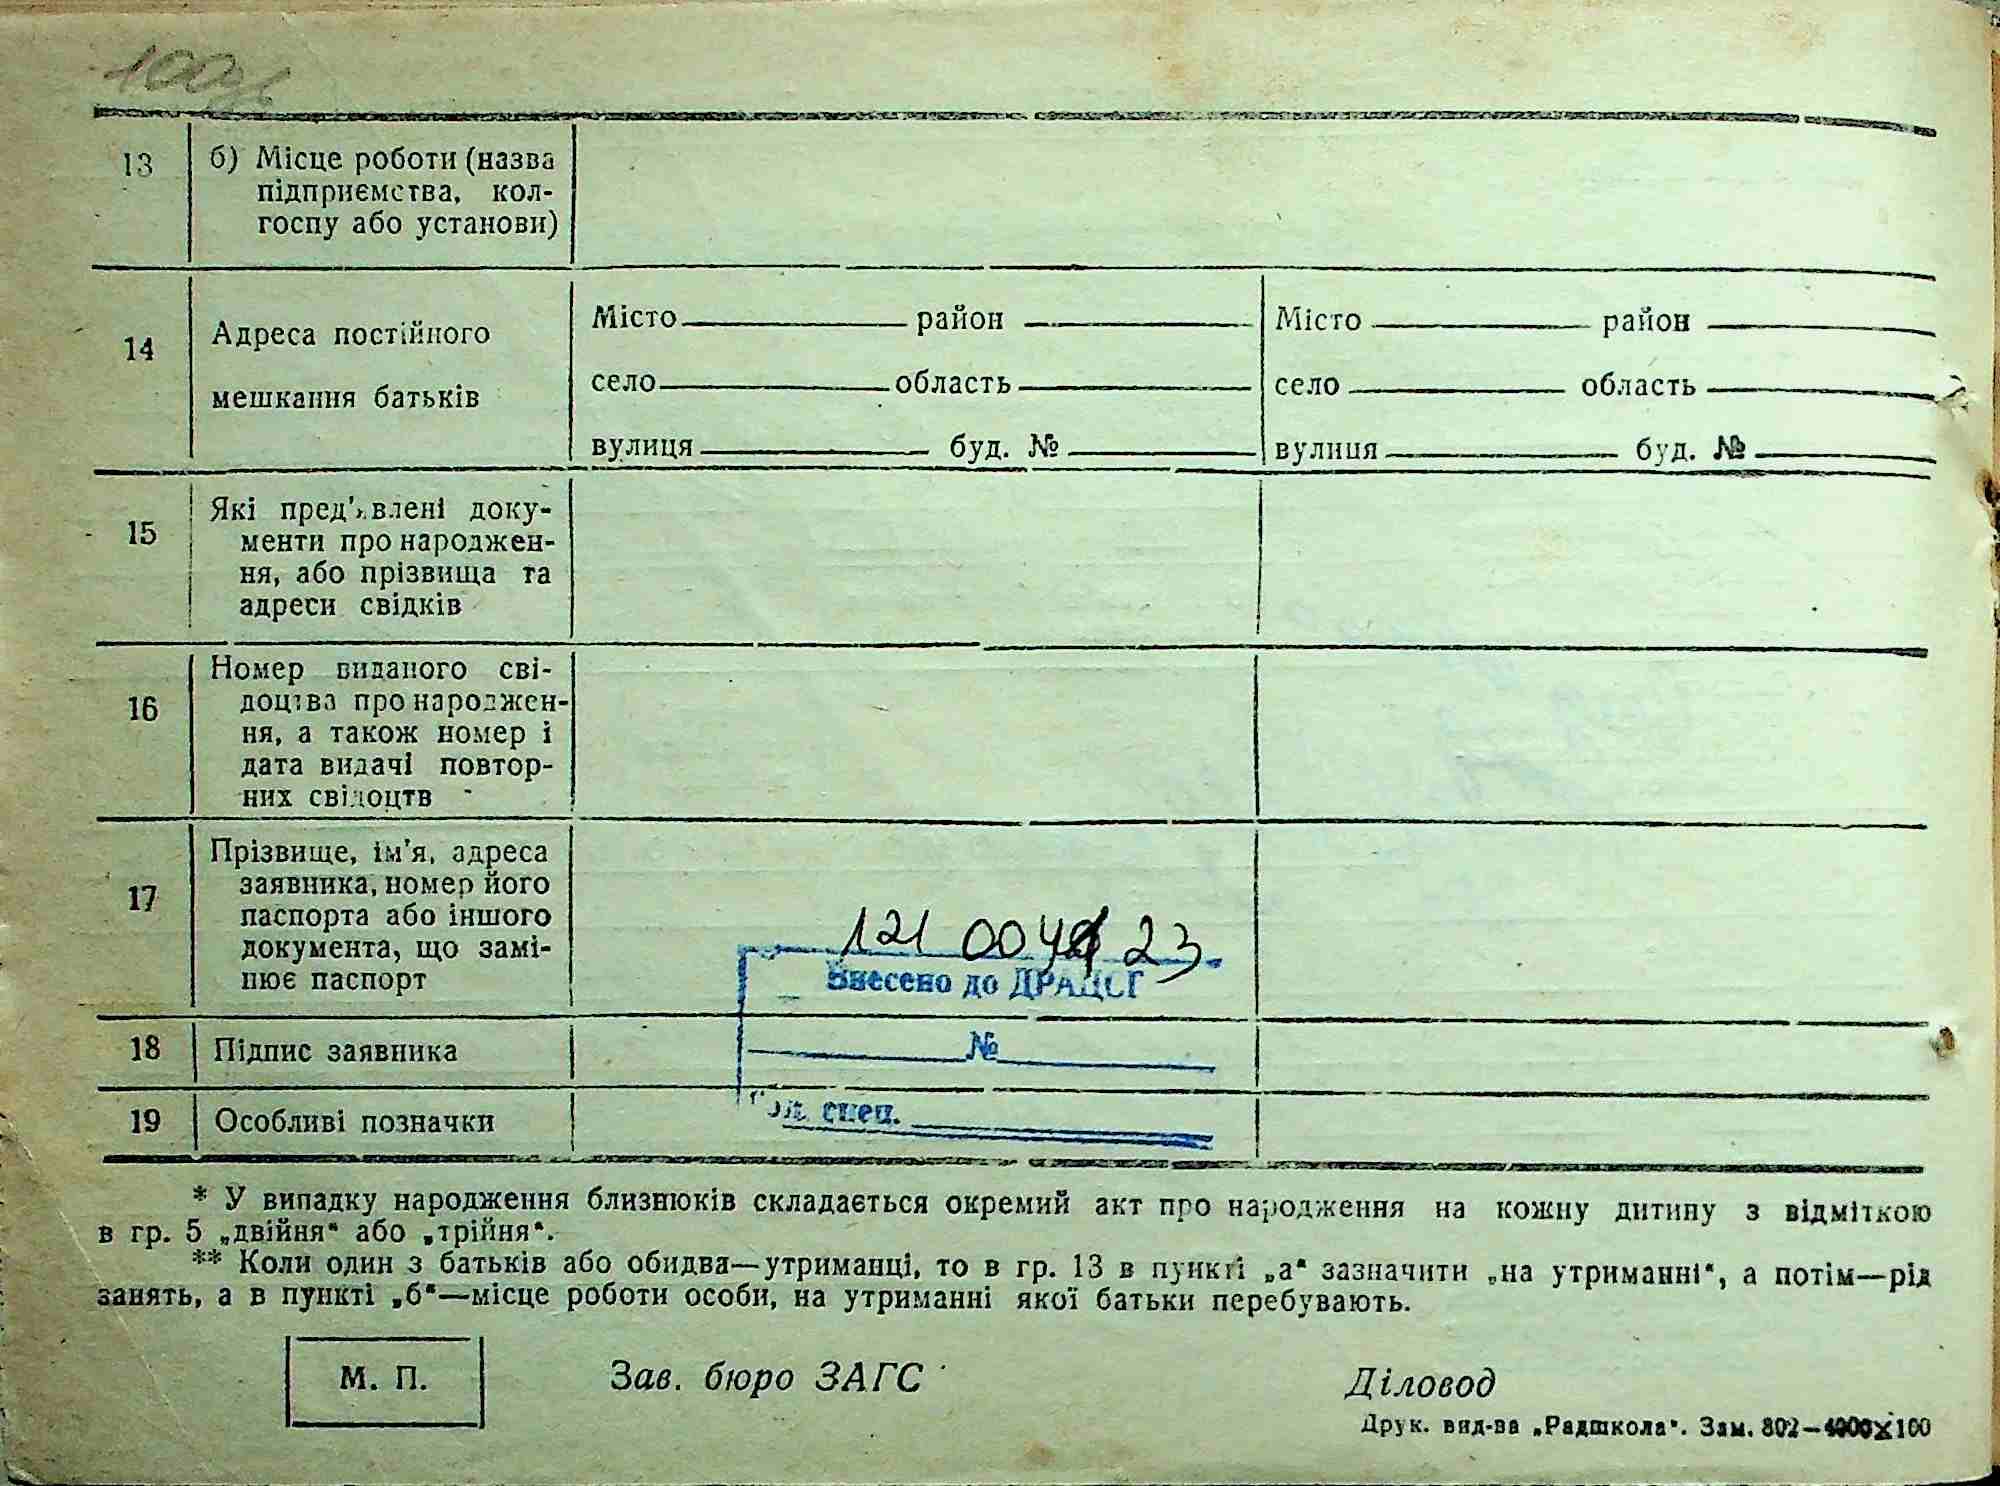 13
б) Місце роботи (назва
підприємства, кол-
госпу або установи)
14
Адреса постійного
мешкання батьків
Місто район
село область
вулиця буд. №
Місто район
село область
вулиця буд. №
15
Які пред'явлені доку-
менти про народжен-
ня, або прізвища та
адреси свідків
16
Номер виданого сві-
доцтва про народжен-
ня, а також номер і
дата видачі повтор-
них свідоцтв
17
Прізвище, ім'я, адреса
заявника, номер його
паспорта або іншого
документа, що замі-
нює паспорт
121 23
Внесено до ДРАЦСГ
18
Підпис заявника
№
19
Особливі позначки
спец.
* У випадку народження близнюків складається окремий акт про народження на кожну дитину з відміткою
в гр. 5 „двійня“ або „трійня“.
** Коли один з батьків або обидва—утриманці, то в гр. 13 в пункті „а“ зазначити „на утриманні“, а потім—рід
занять, а в пункті „б“—місце роботи особи, на утриманні якої батьки перебувають.
М. П.
Зав. бюро ЗАГС
Діловод
Друк. вид-ва „Радшкола“. Зам. 802—4000×100